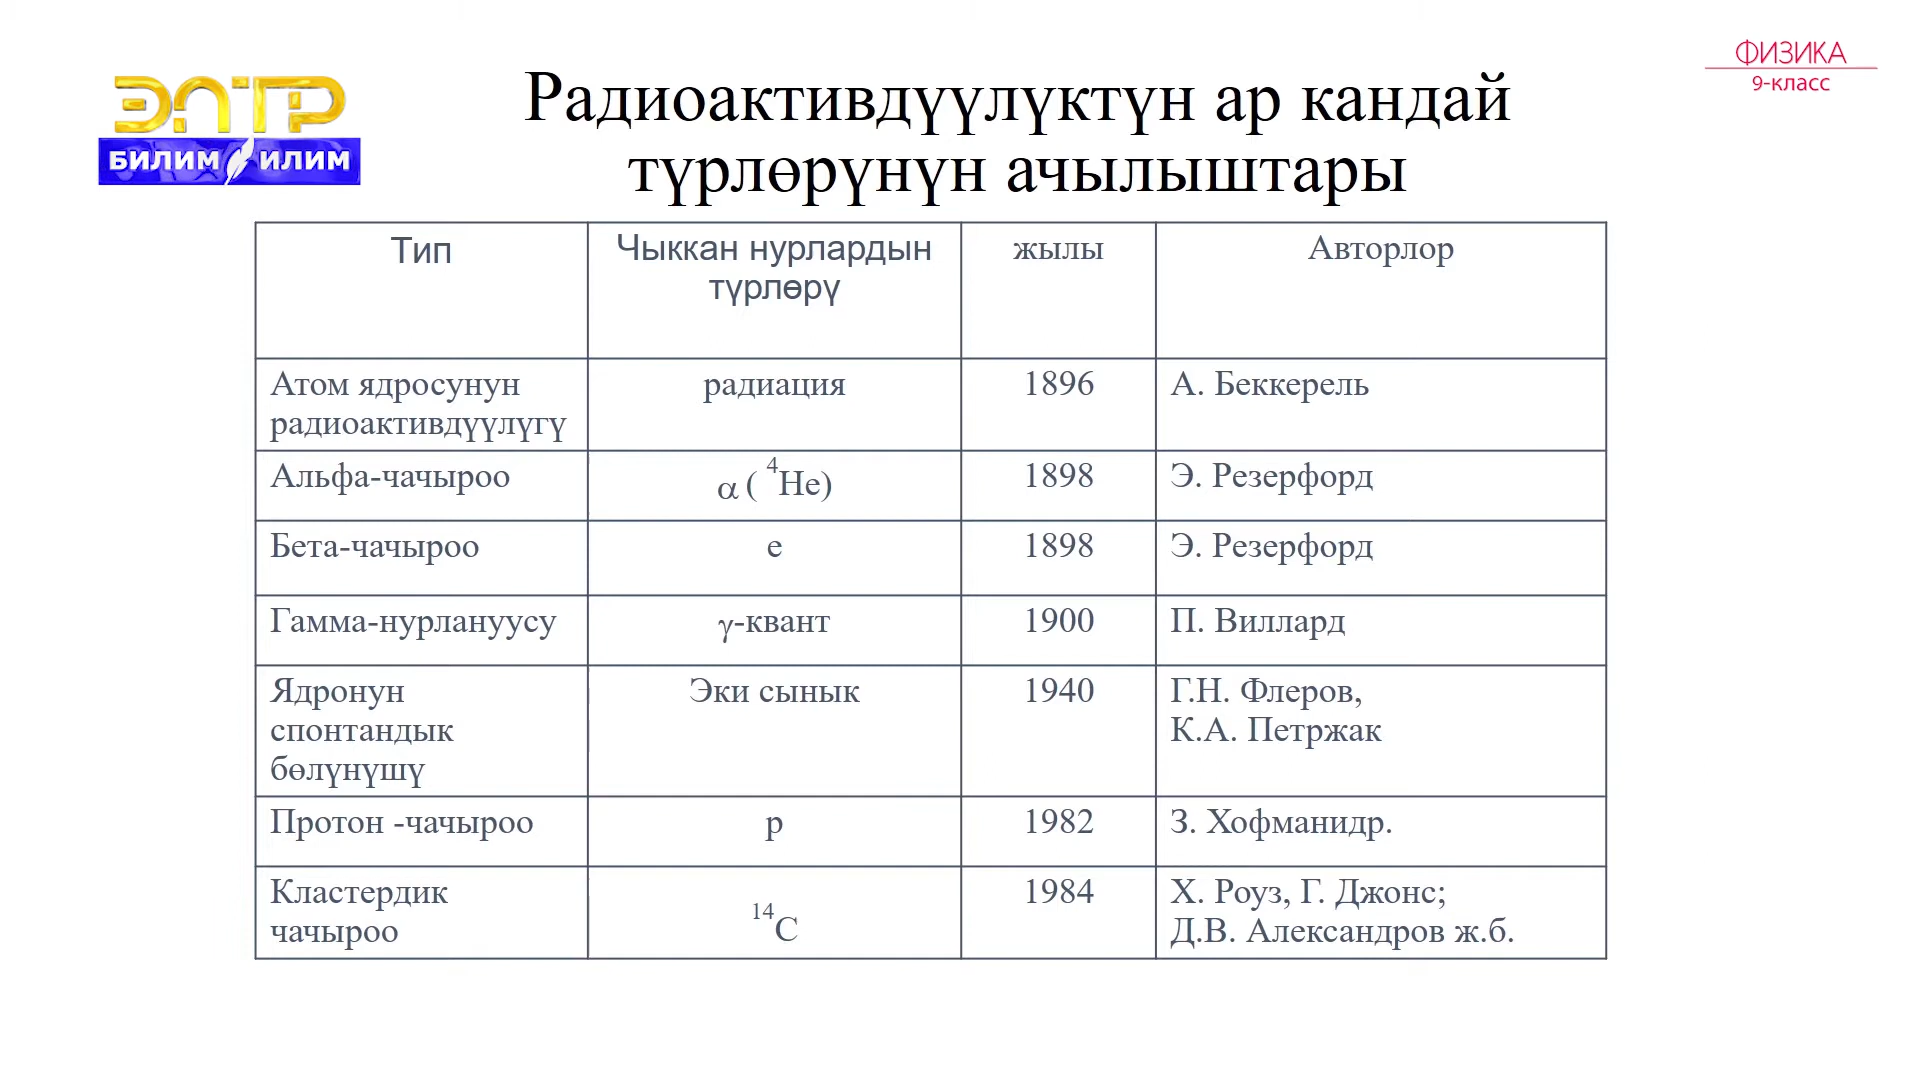 ЭЛТР
БИЛИМ ИЛИМ
ФИЗИКА
9-класс
Радиоактивдүүлүктүн ар кандай
түрлөрүнүн ачылыштары
Тип
Чыккан нурлардын
түрлөрү
жылы
Авторлор
Атом ядросунун
радиоактивдүүлүгү
радиация
1896
А. Беккерель
Альфа-чачыроо
α ( ⁴He)
1898
Э. Резерфорд
Бета-чачыроо
е
1898
Э. Резерфорд
Гамма-нурлануусу
γ-квант
1900
П. Виллард
Ядронун
спонтандык
бөлүнүшү
Эки сынык
1940
Г.Н. Флеров,
К.А. Петржак
Протон -чачыроо
р
1982
З. Хофманидр.
Кластердик
чачыроо
¹⁴C
1984
Х. Роуз, Г. Джонс;
Д.В. Александров ж.б.